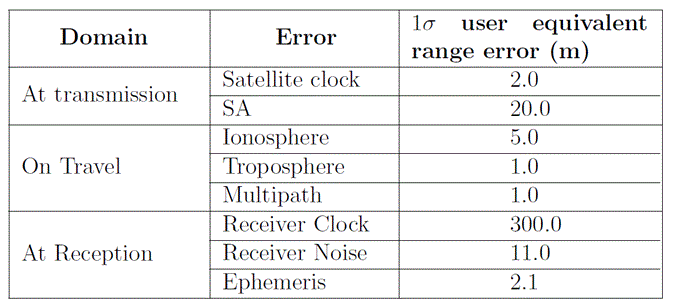 Domain Error 1σ user equivalent
range error (m)
At transmission Satellite clock 2.0
SA 20.0
On Travel Ionosphere 5.0
Troposphere 1.0
Multipath 1.0
At Reception Receiver Clock 300.0
Receiver Noise 11.0
Ephemeris 2.1